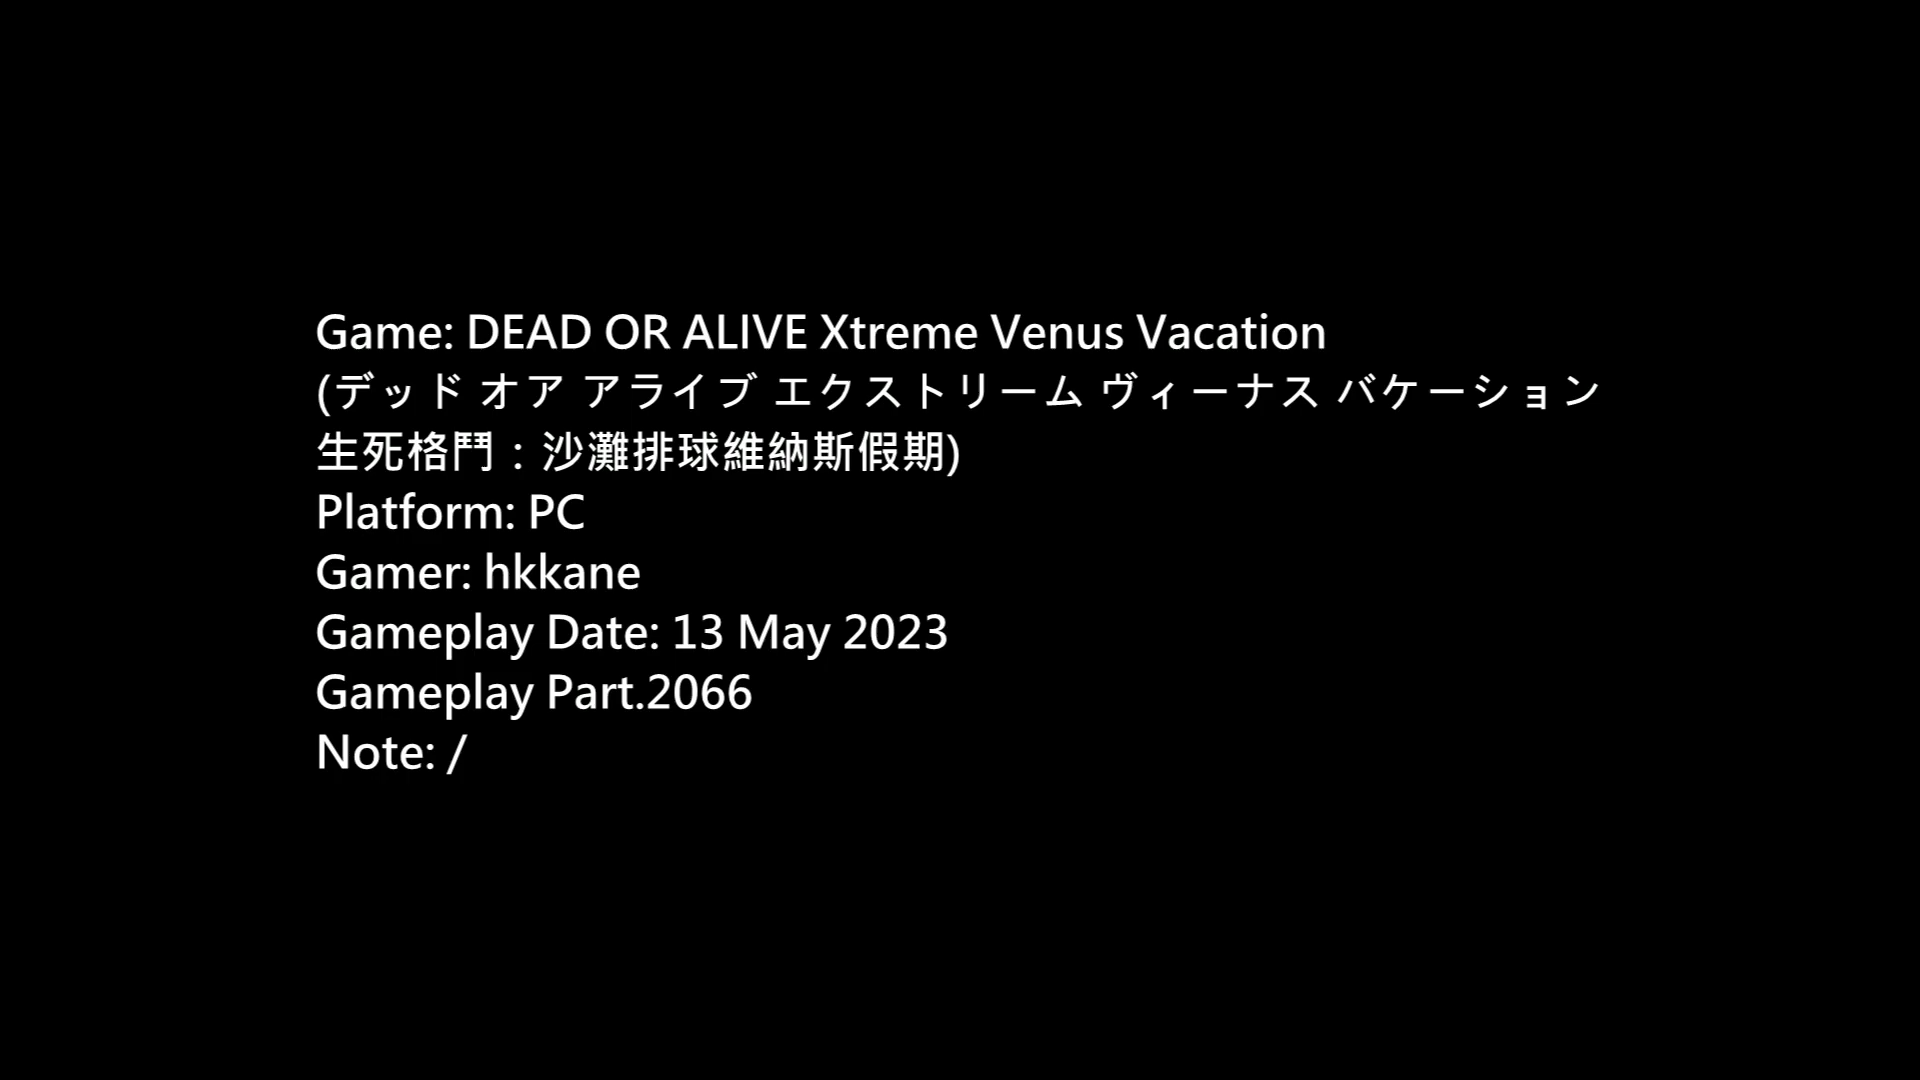 Game: DEAD OR ALIVE Xtreme Venus Vacation
(デッド オア アライブ エクストリーム ヴィーナス バケーション
生死格鬥：沙灘排球維納斯假期)
Platform: PC
Gamer: hkkane
Gameplay Date: 13 May 2023
Gameplay Part.2066
Note: /